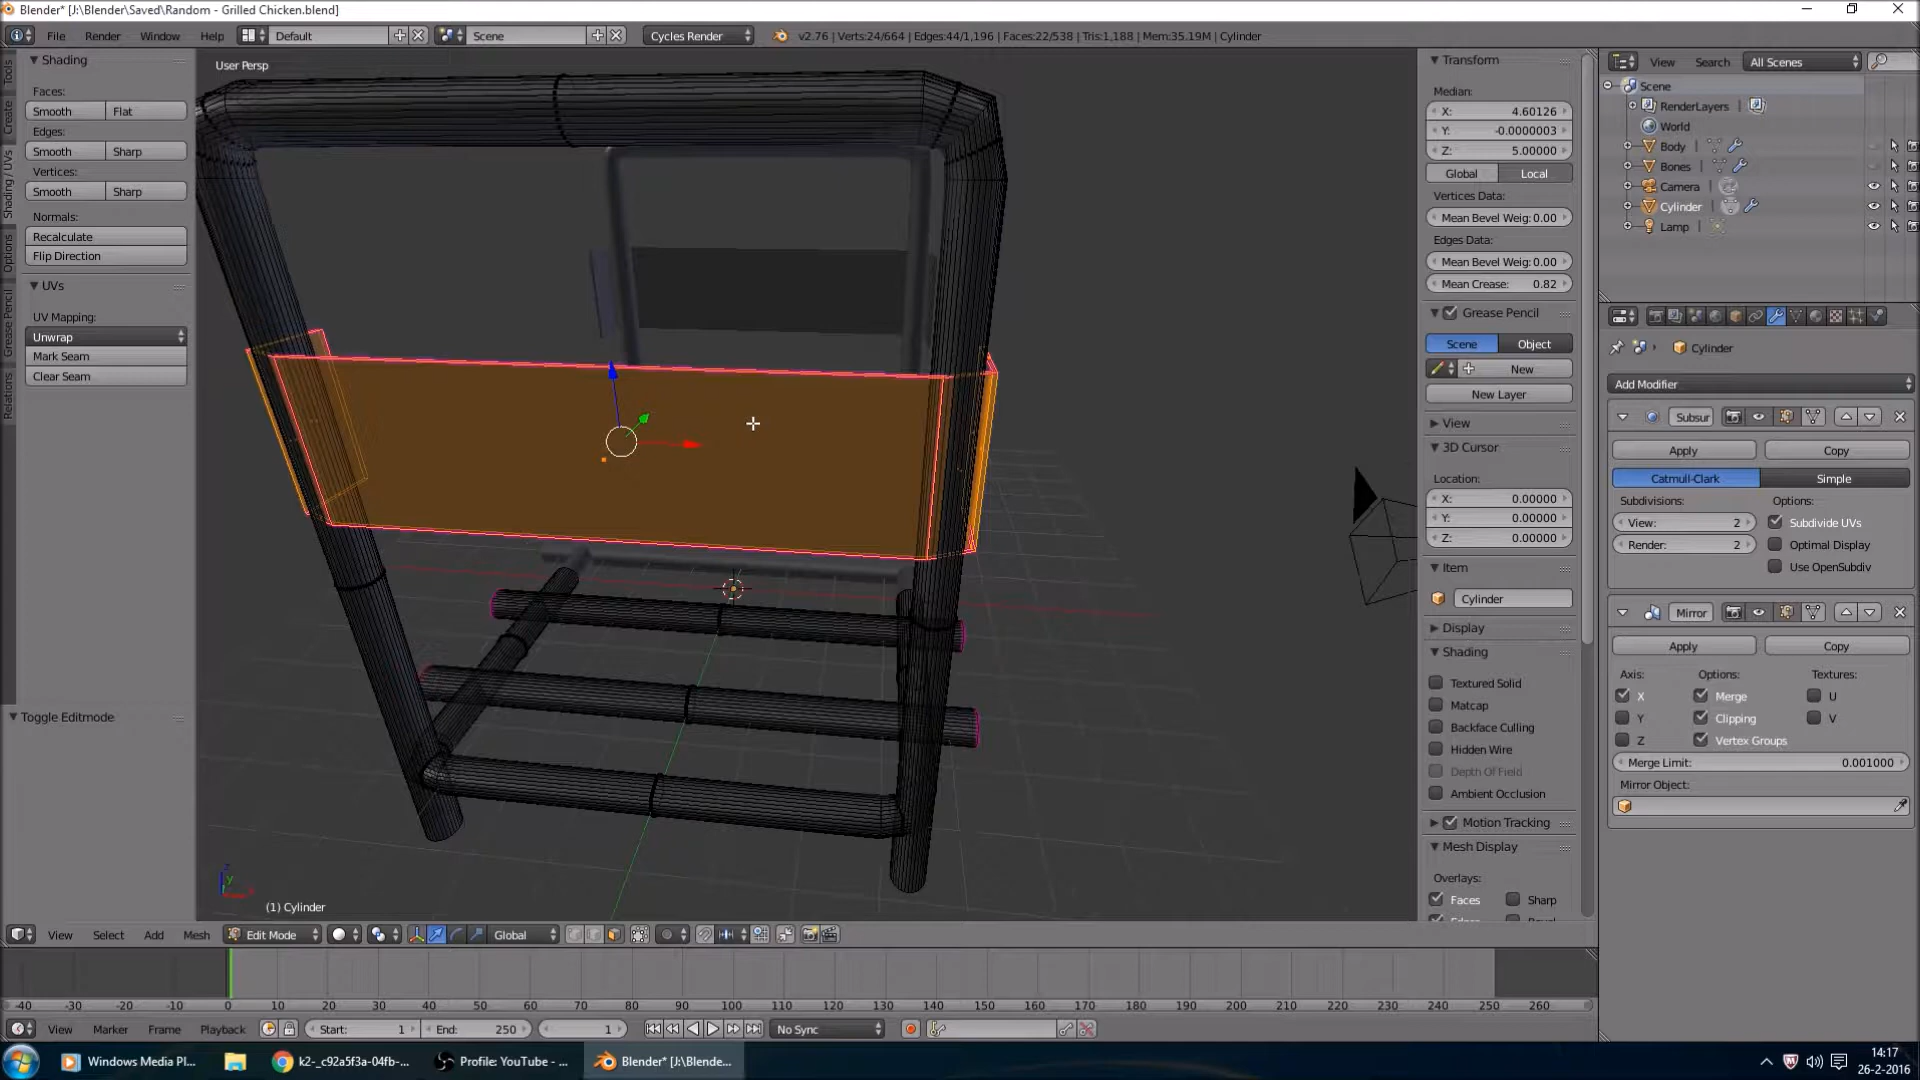 Blender* [J:\Blender\Saved\Random - Grilled Chicken.blend]
File Render Window Help Default Scene Cycles Render v2.76 | Verts:24/664 | Edges:44/1,196 | Faces:22/538 | Tris:1,188 | Mem:35.19M | Cylinder
Tools
Create
Shading / UVs
Options
Grease Pencil
Relations
Shading
Faces:
Smooth Flat
Edges:
Smooth Sharp
Vertices:
Smooth Sharp
Normals:
Recalculate
Flip Direction
UVs
UV Mapping:
Unwrap
Mark Seam
Clear Seam
Toggle Editmode
User Persp
(1) Cylinder
Transform
Median:
X: 4.60126
Y: -0.0000003
Z: 5.00000
Global Local
Vertices Data:
Mean Bevel Weig: 0.00
Edges Data:
Mean Bevel Weig: 0.00
Mean Crease: 0.82
Grease Pencil
Scene Object
New
New Layer
View
3D Cursor
Location:
X: 0.00000
Y: 0.00000
Z: 0.00000
Item
Cylinder
Display
Shading
Textured Solid
Matcap
Backface Culling
Hidden Wire
Depth Of Field
Ambient Occlusion
Motion Tracking
Mesh Display
Overlays:
Faces Sharp
View Search All Scenes
Scene
RenderLayers
World
Body
Bones
Camera
Cylinder
Lamp
Cylinder
Add Modifier
Subsur
Apply Copy
Catmull-Clark Simple
Subdivisions: Options:
View: 2 Subdivide UVs
Render: 2 Optimal Display
Use OpenSubdiv
Mirror
Apply Copy
Axis: Options: Textures:
X Merge U
Y Clipping V
Z Vertex Groups
Merge Limit: 0.001000
Mirror Object:
View Select Add Mesh Edit Mode Global
-40 -30 -20 -10 0 10 20 30 40 50 60 70 80 90 100 110 120 130 140 150 160 170 180 190 200 210 220 230 240 250 260
View Marker Frame Playback Start: 1 End: 250 1 No Sync
Windows Media Pl... k2-_c92a5f3a-04fb-... Profile: YouTube - ... Blender* [J:\Blende...
14:17
26-2-2016